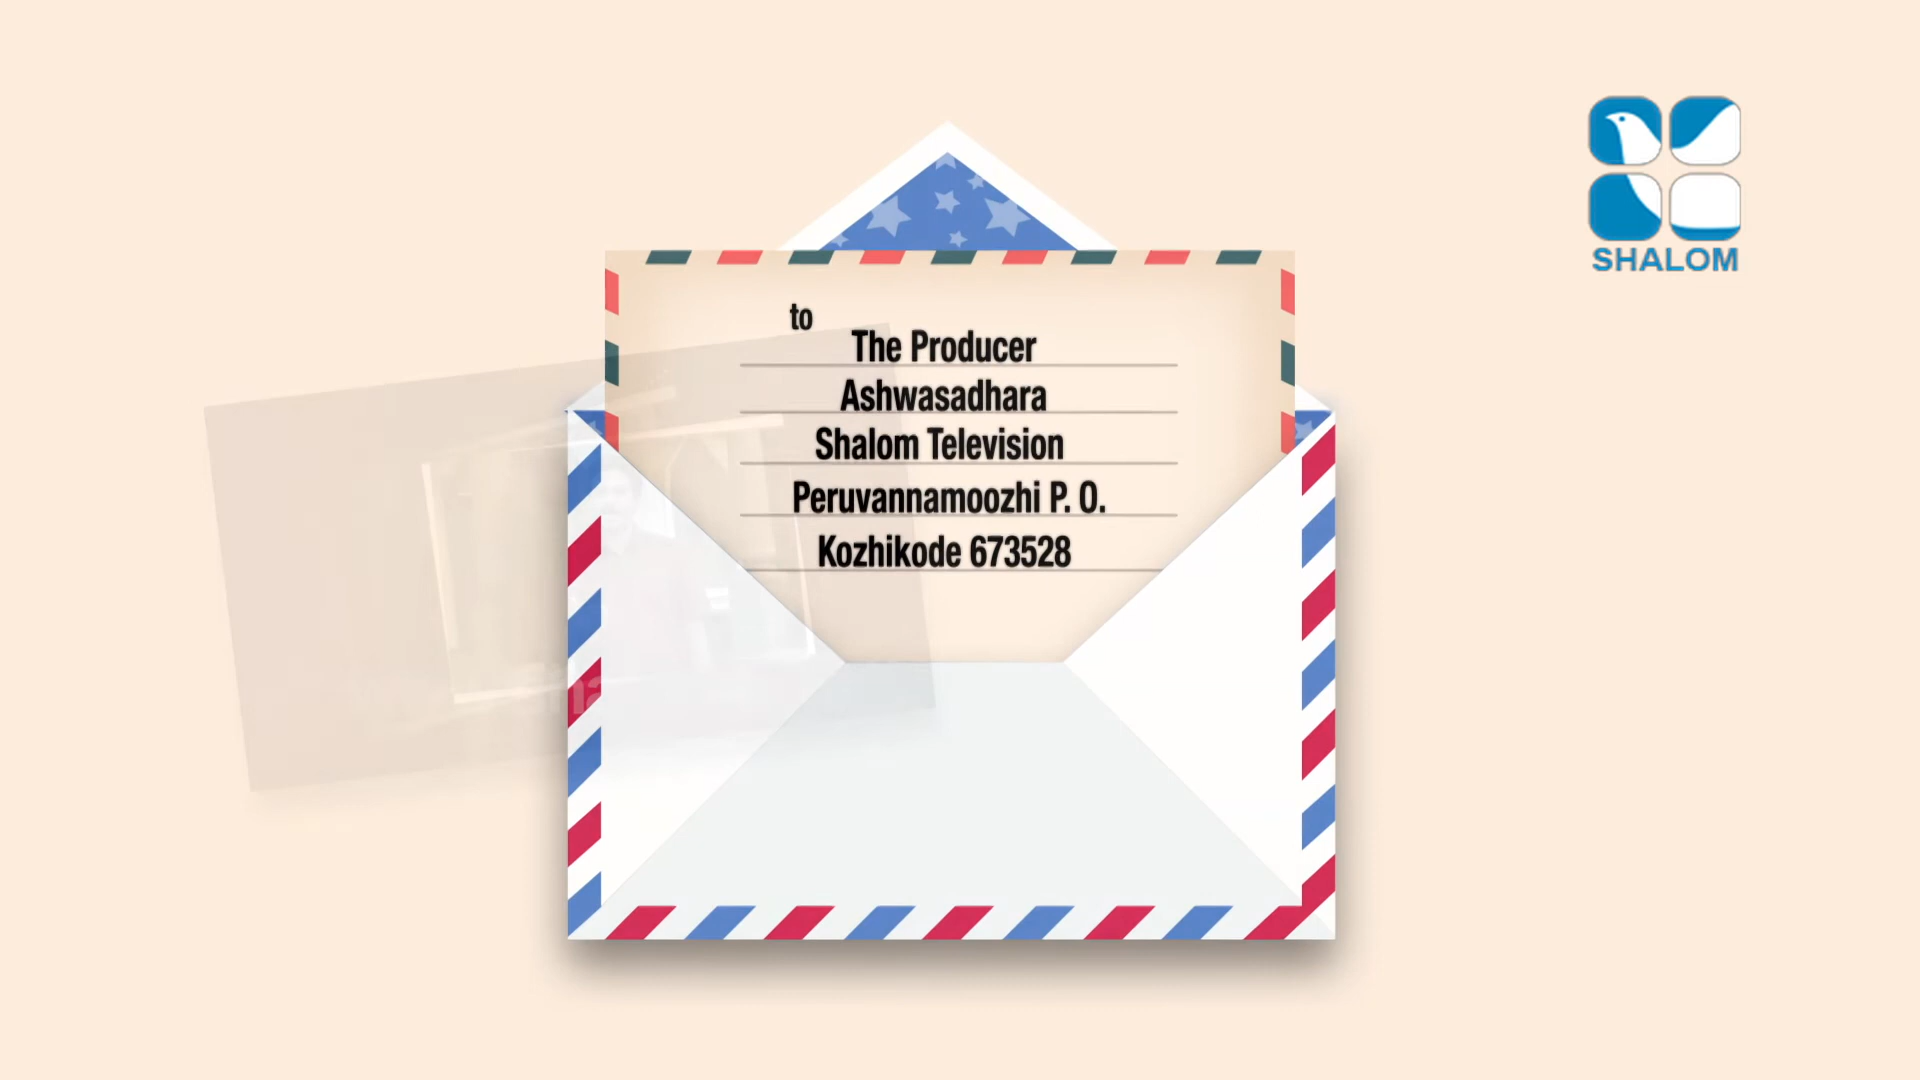 SHALOM
to
The Producer
Ashwasadhara
Shalom Television
Peruvannamoozhi P. O.
Kozhikode 673528